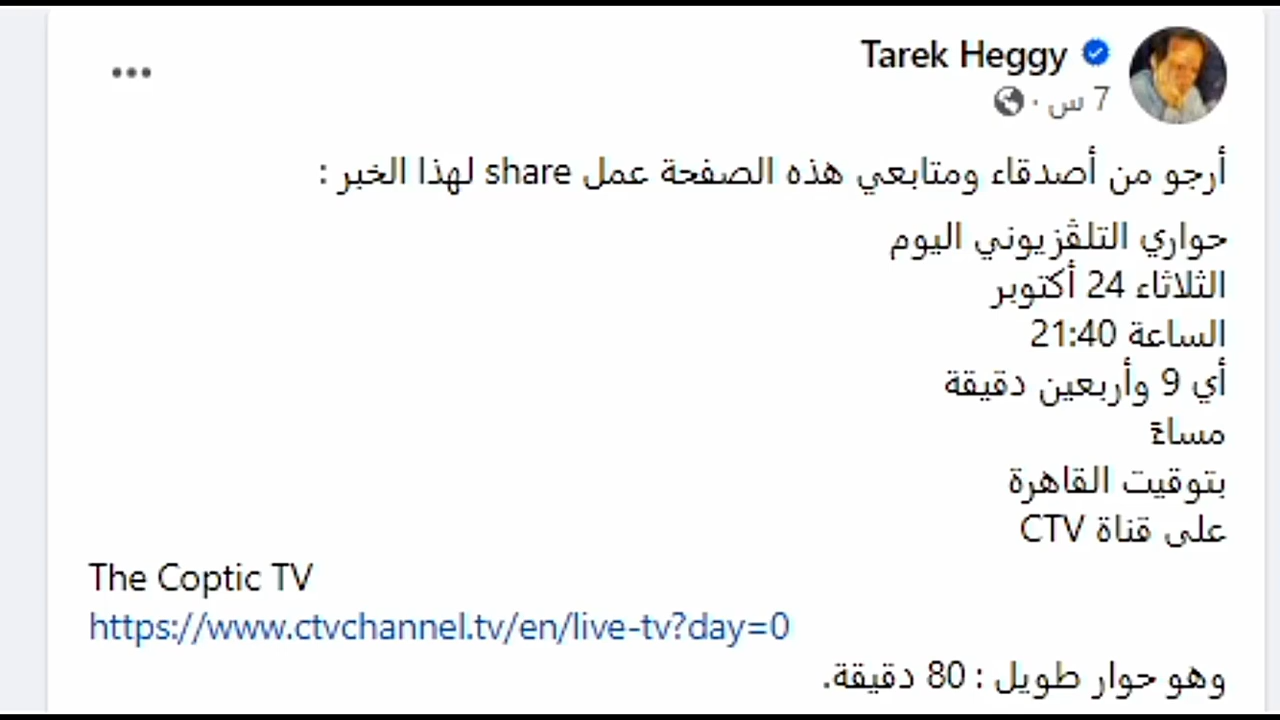 Tarek Heggy
7 س ·
أرجو من أصدقاء ومتابعي هذه الصفحة عمل share لهذا الخبر :
حواري التلڤزيوني اليوم
الثلاثاء 24 أكتوبر
الساعة 21:40
أي 9 وأربعين دقيقة
مساءً
بتوقيت القاهرة
على قناة CTV
The Coptic TV
https://www.ctvchannel.tv/en/live-tv?day=0
وهو حوار طويل : 80 دقيقة.